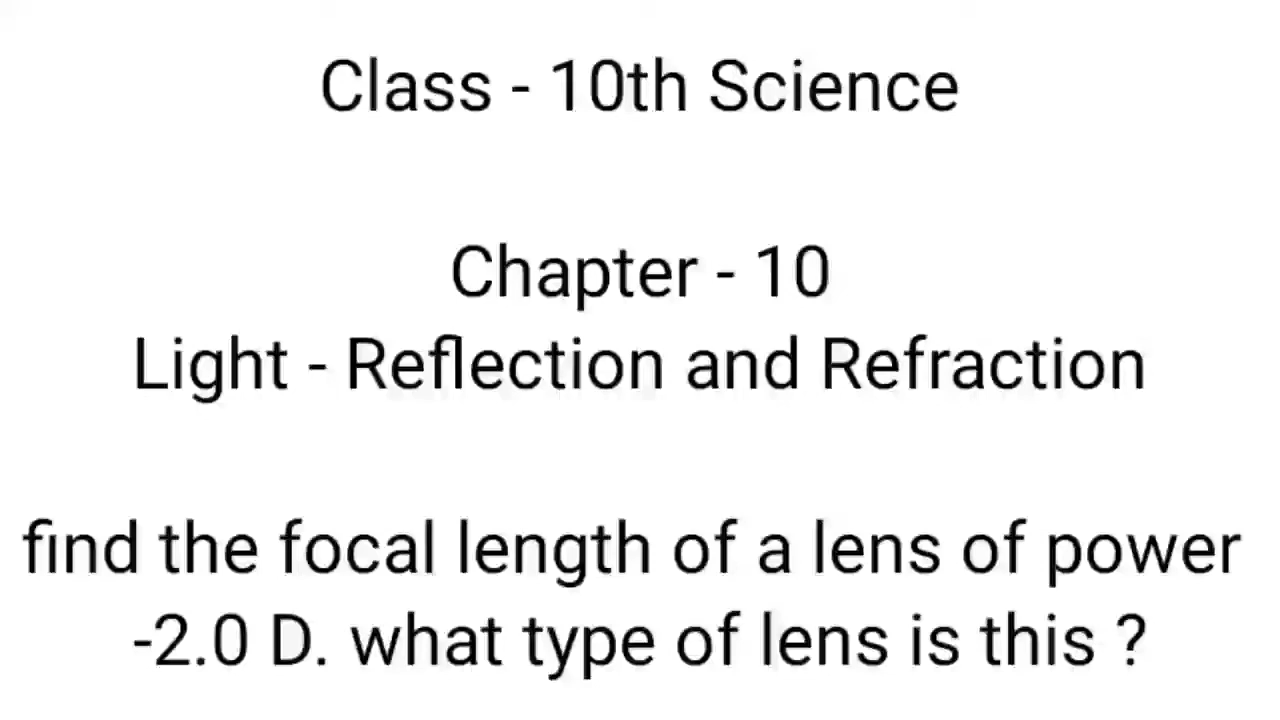 Class - 10th Science
Chapter - 10
Light - Reflection and Refraction
find the focal length of a lens of power
-2.0 D. what type of lens is this ?